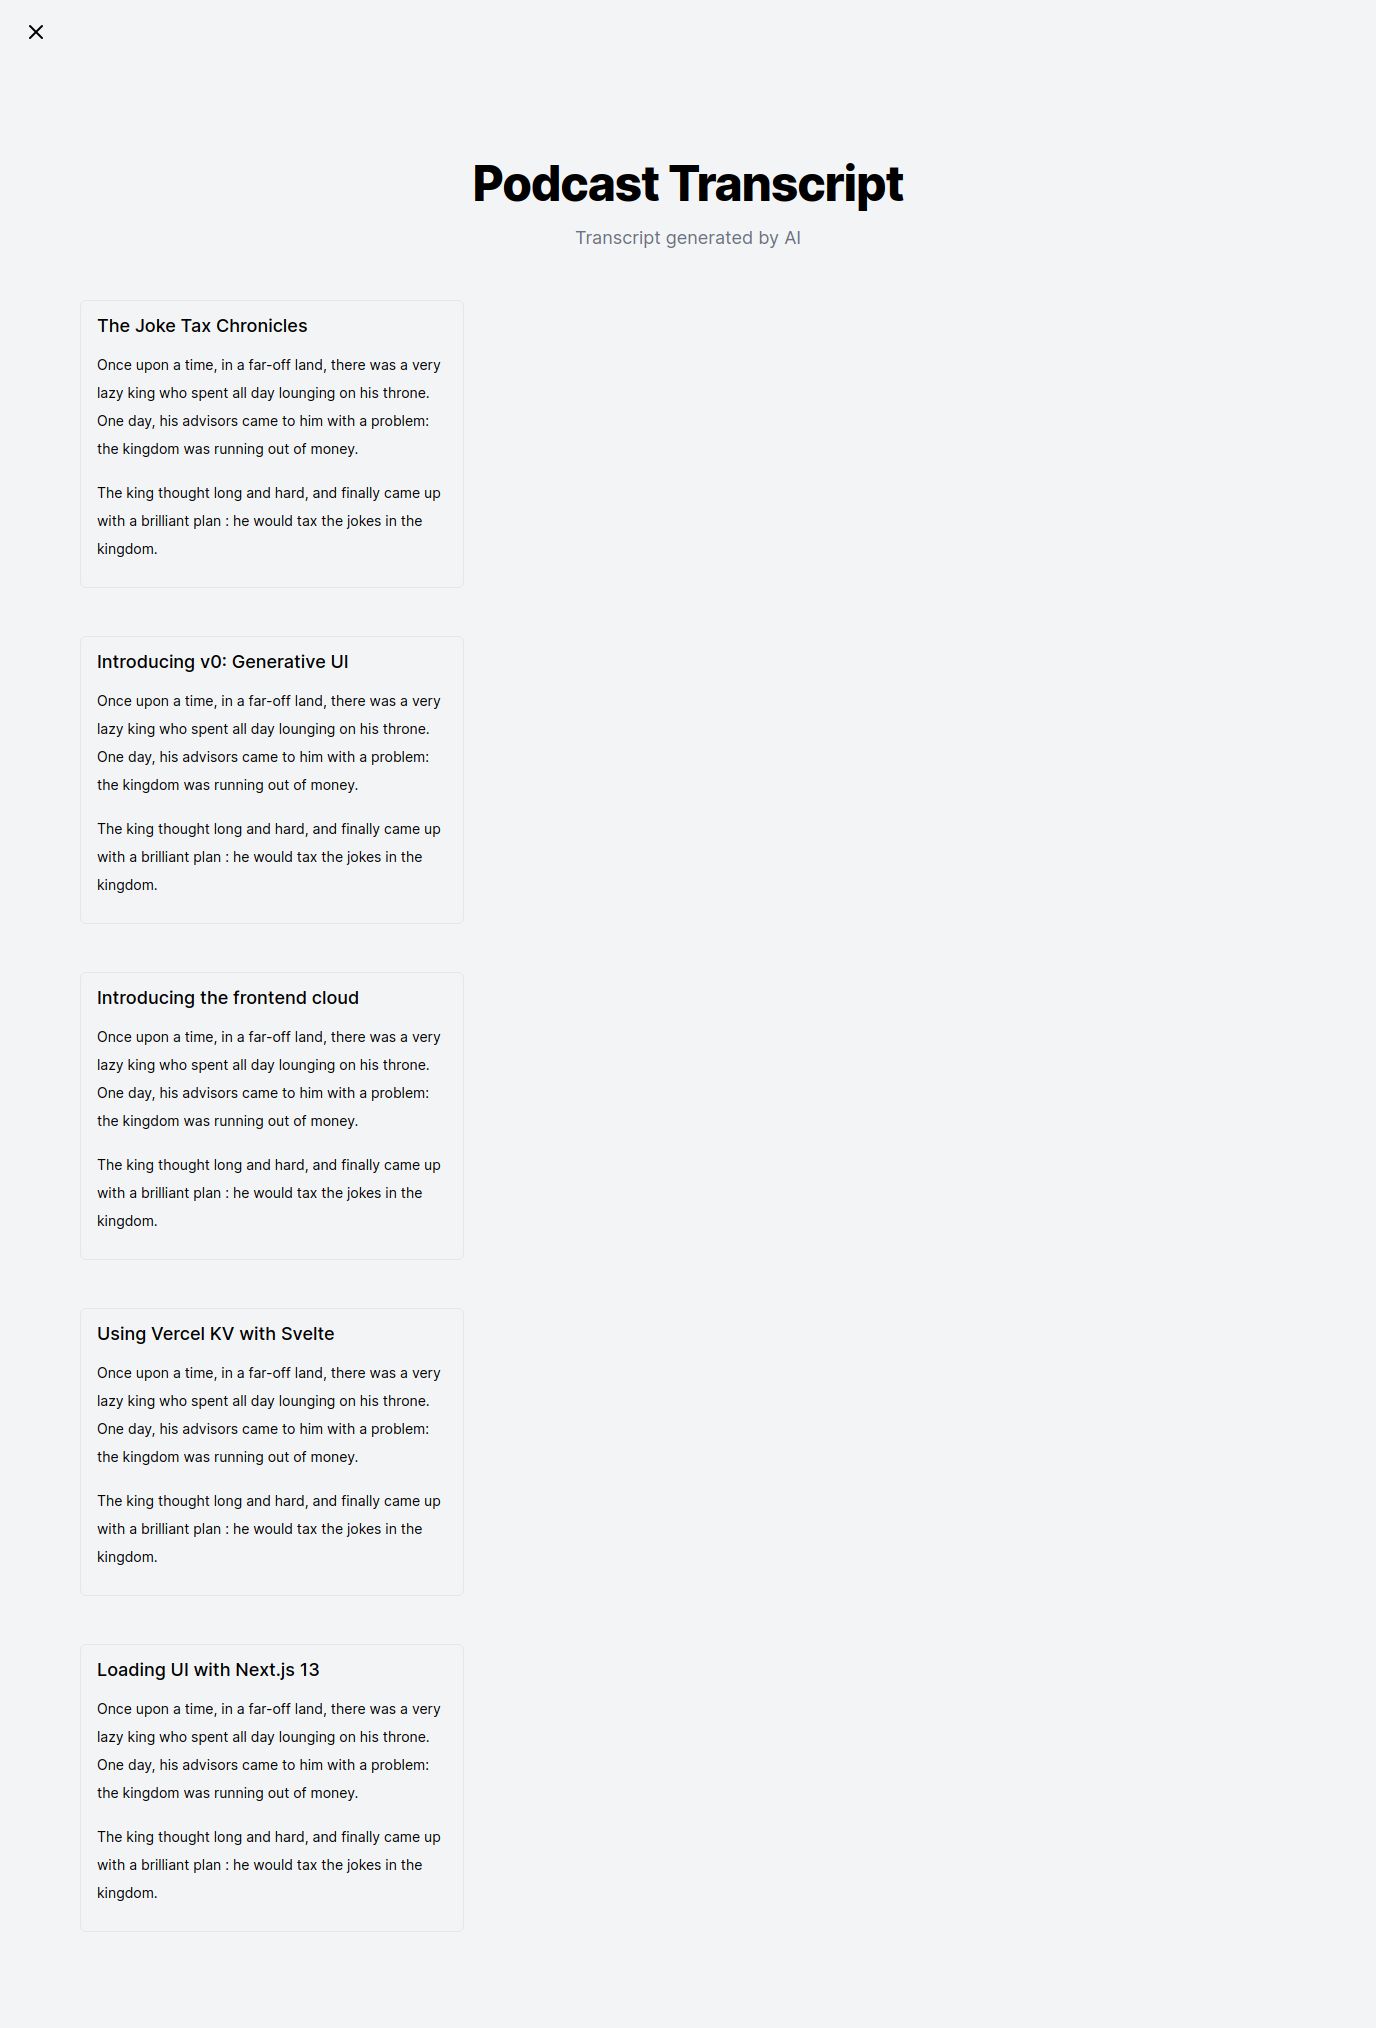 Podcast Transcript
Transcript generated by AI
The Joke Tax Chronicles
Once upon a time, in a far-off land, there was a very
lazy king who spent all day lounging on his throne.
One day, his advisors came to him with a problem:
the kingdom was running out of money.
The king thought long and hard, and finally came up
with a brilliant plan : he would tax the jokes in the
kingdom.
Introducing v0: Generative UI
Once upon a time, in a far-off land, there was a very
lazy king who spent all day lounging on his throne.
One day, his advisors came to him with a problem:
the kingdom was running out of money.
The king thought long and hard, and finally came up
with a brilliant plan : he would tax the jokes in the
kingdom.
Introducing the frontend cloud
Once upon a time, in a far-off land, there was a very
lazy king who spent all day lounging on his throne.
One day, his advisors came to him with a problem:
the kingdom was running out of money.
The king thought long and hard, and finally came up
with a brilliant plan : he would tax the jokes in the
kingdom.
Using Vercel KV with Svelte
Once upon a time, in a far-off land, there was a very
lazy king who spent all day lounging on his throne.
One day, his advisors came to him with a problem:
the kingdom was running out of money.
The king thought long and hard, and finally came up
with a brilliant plan : he would tax the jokes in the
kingdom.
Loading UI with Next.js 13
Once upon a time, in a far-off land, there was a very
lazy king who spent all day lounging on his throne.
One day, his advisors came to him with a problem:
the kingdom was running out of money.
The king thought long and hard, and finally came up
with a brilliant plan : he would tax the jokes in the
kingdom.